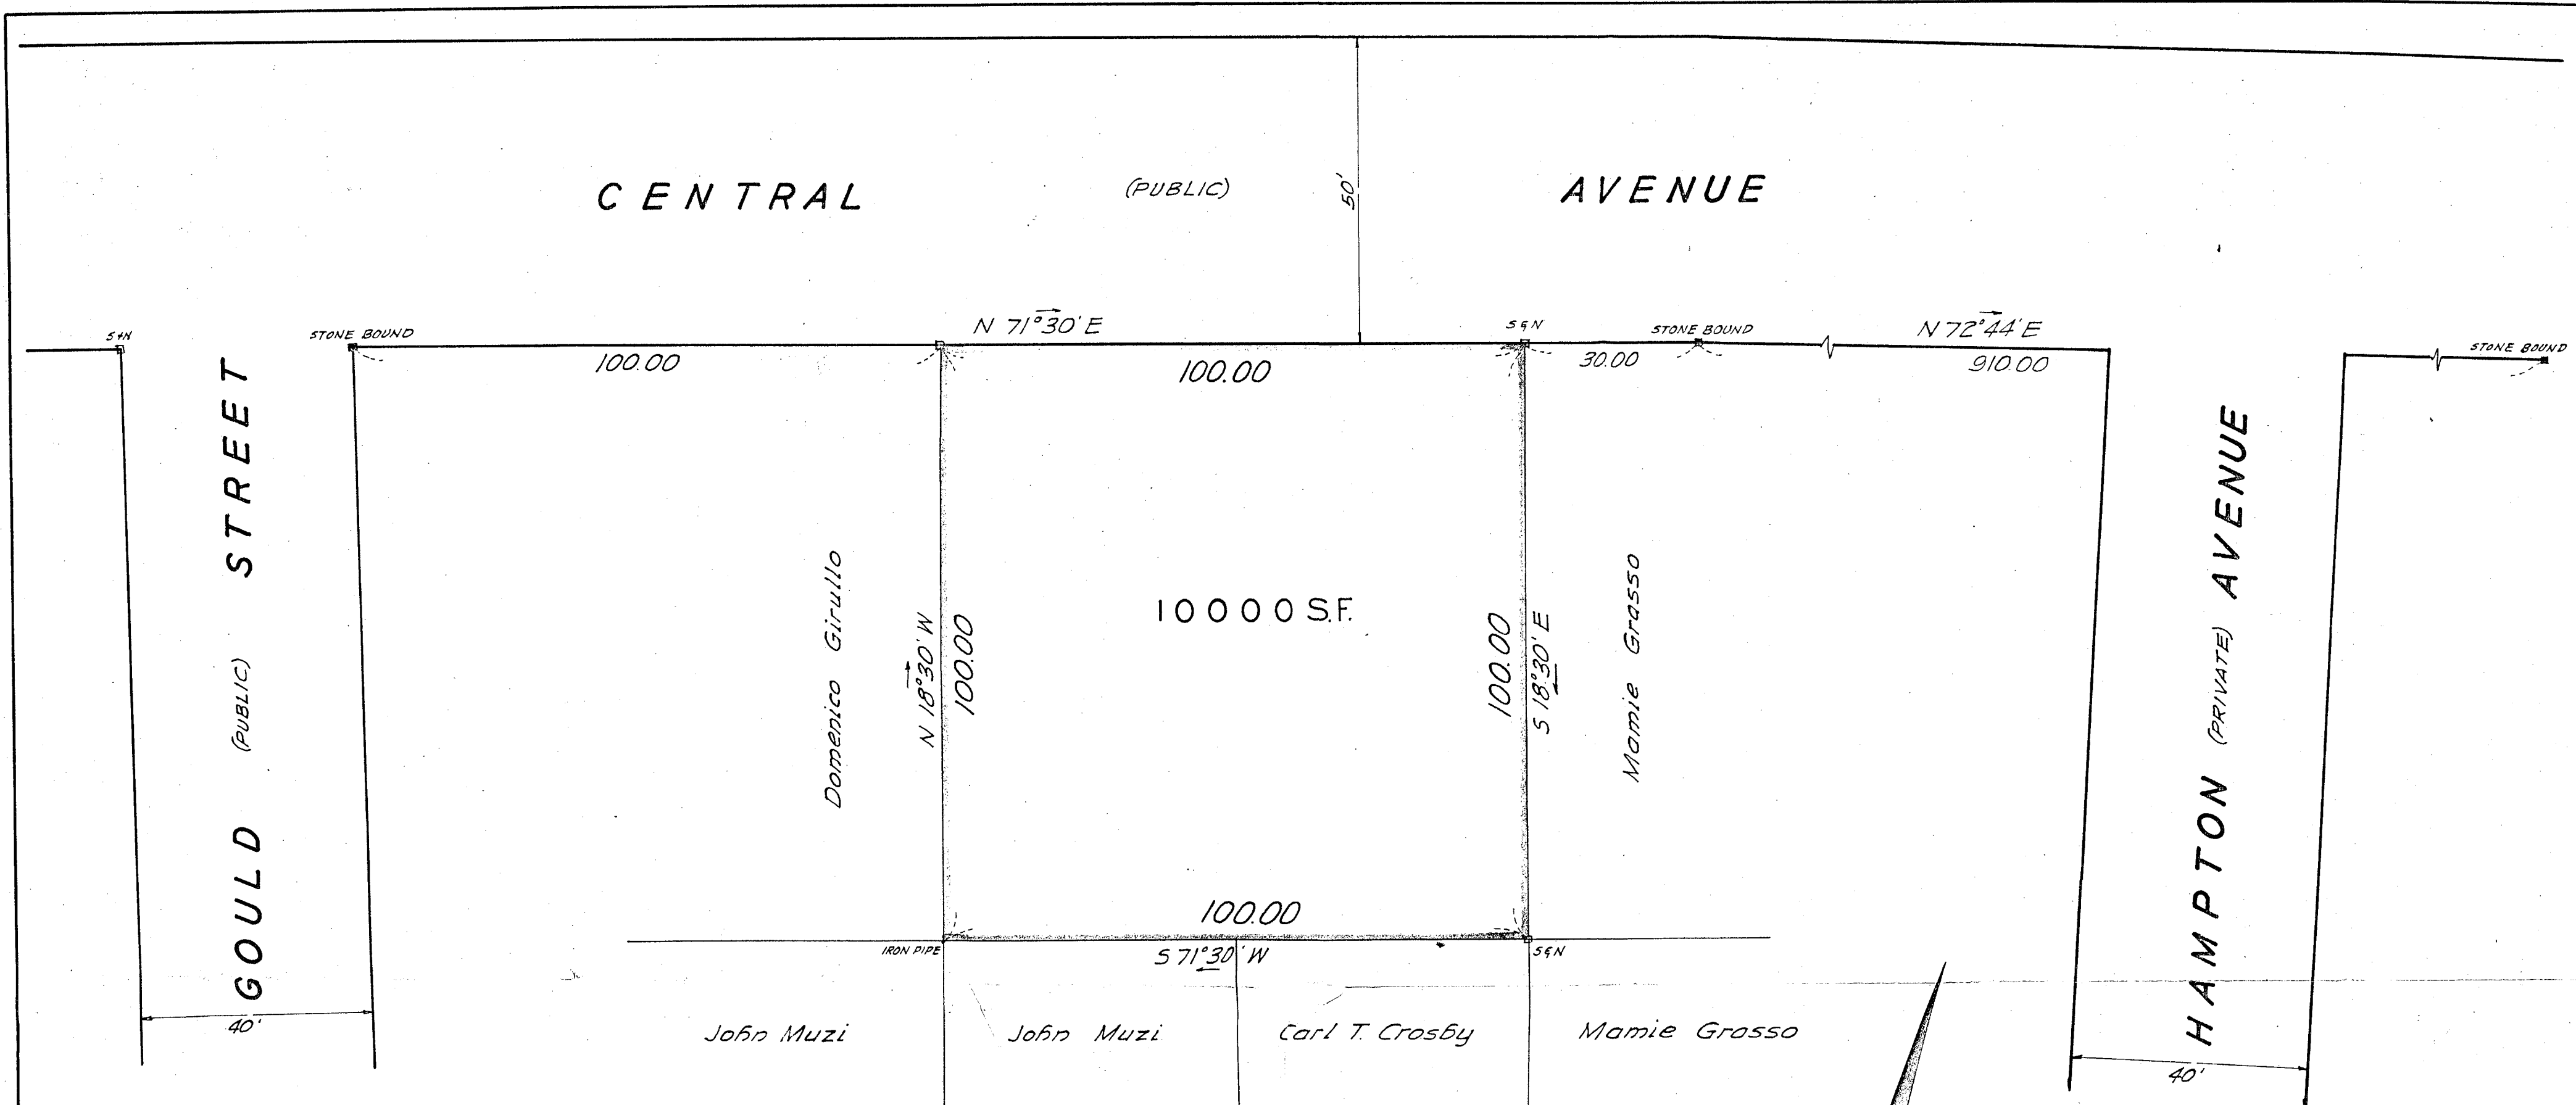 CENTRAL (PUBLIC) AVENUE
50'
S&N
STONE BOUND
N 71°30' E
S&N
STONE BOUND
N 72°44' E
STONE BOUND
100.00
100.00
30.00
910.00
GOULD (PUBLIC) STREET
40'
Domenico Girullo
N 18°30' W
100.00
10000 S.F.
100.00
S 18°30' E
Mamie Grasso
HAMPTON (PRIVATE) AVENUE
40'
100.00
IRON PIPE
S 71°30' W
S&N
John Muzi
John Muzi
Carl T. Crosby
Mamie Grosso